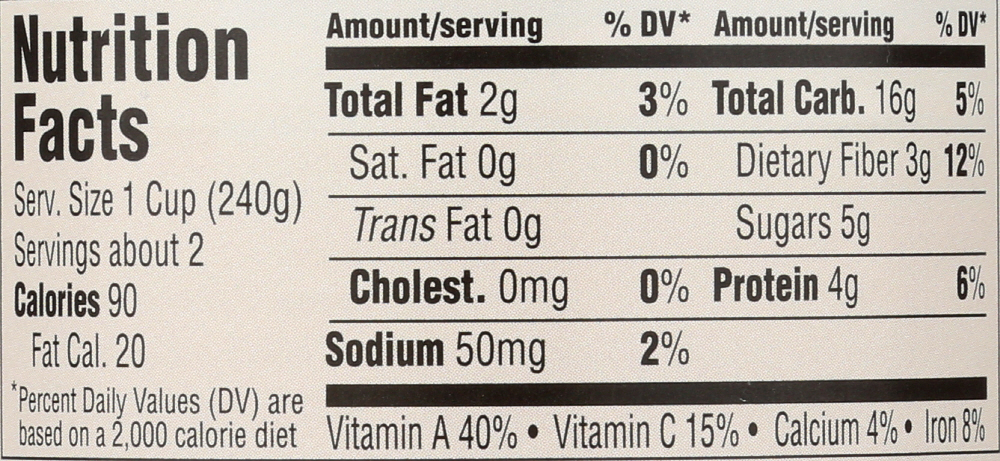 Nutrition
Facts
Serv. Size 1 Cup (240g)
Servings about 2
Calories 90
Fat Cal. 20
*Percent Daily Values (DV) are
based on a 2,000 calorie diet
Amount/serving % DV* Amount/serving % DV*
Total Fat 2g 3% Total Carb. 16g 5%
Sat. Fat 0g 0% Dietary Fiber 3g 12%
Trans Fat 0g Sugars 5g
Cholest. 0mg 0% Protein 4g 6%
Sodium 50mg 2%
Vitamin A 40% • Vitamin C 15% • Calcium 4% • Iron 8%